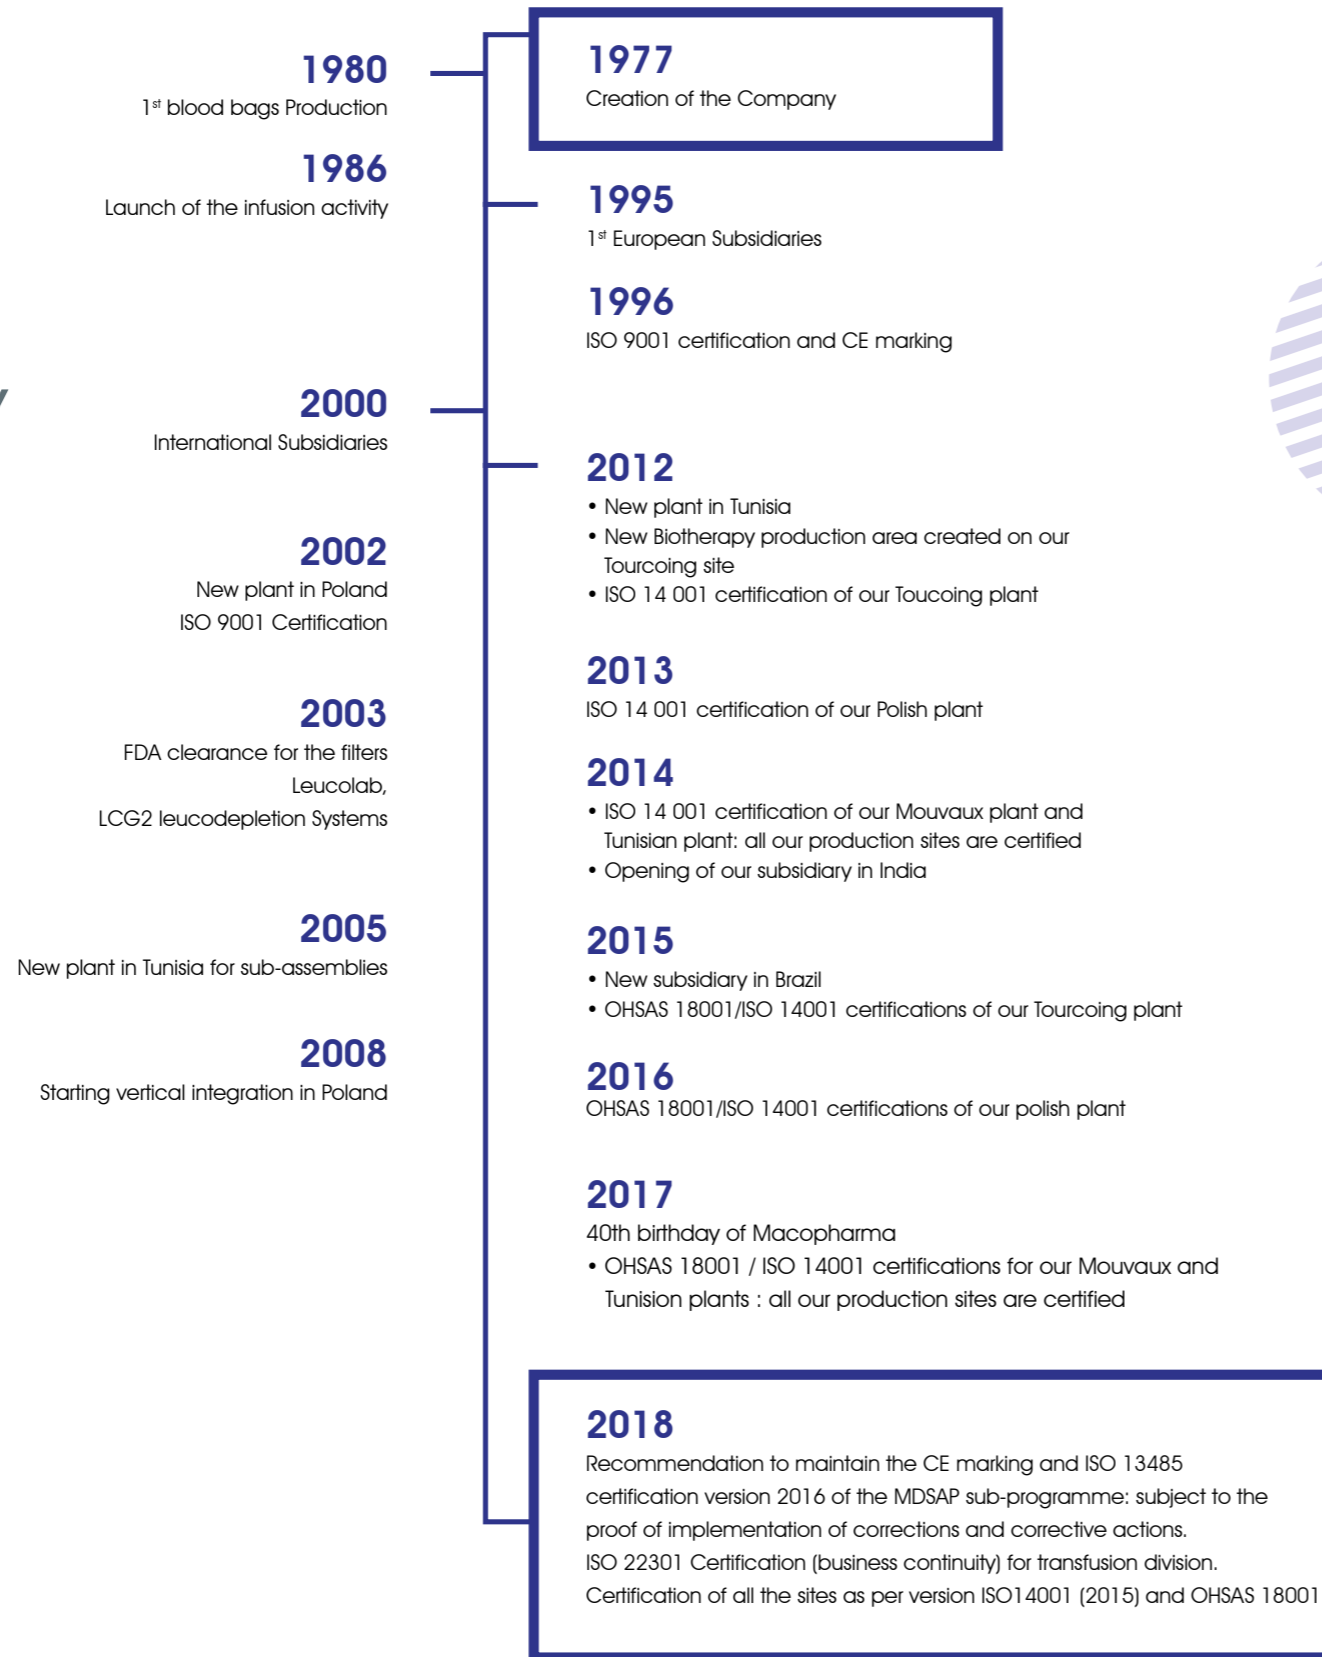 1977
Creation of the Company
1980
1st blood bags Production
1986
Launch of the infusion activity
1995
1st European Subsidiaries
1996
ISO 9001 certification and CE marking
2000
International Subsidiaries
2002
New plant in Poland
ISO 9001 Certification
2003
FDA clearance for the filters
Leucolab,
LCG2 leucodepletion Systems
2005
New plant in Tunisia for sub-assemblies
2008
Starting vertical integration in Poland
2012
• New plant in Tunisia
• New Biotherapy production area created on our
Tourcoing site
• ISO 14 001 certification of our Toucoing plant
2013
ISO 14 001 certification of our Polish plant
2014
• ISO 14 001 certification of our Mouvaux plant and
Tunisian plant: all our production sites are certified
• Opening of our subsidiary in India
2015
• New subsidiary in Brazil
• OHSAS 18001/ISO 14001 certifications of our Tourcoing plant
2016
OHSAS 18001/ISO 14001 certifications of our polish plant
2017
40th birthday of Macopharma
• OHSAS 18001 / ISO 14001 certifications for our Mouvaux and
Tunision plants : all our production sites are certified
2018
Recommendation to maintain the CE marking and ISO 13485
certification version 2016 of the MDSAP sub-programme: subject to the
proof of implementation of corrections and corrective actions.
ISO 22301 Certification (business continuity) for transfusion division.
Certification of all the sites as per version ISO14001 (2015) and OHSAS 18001